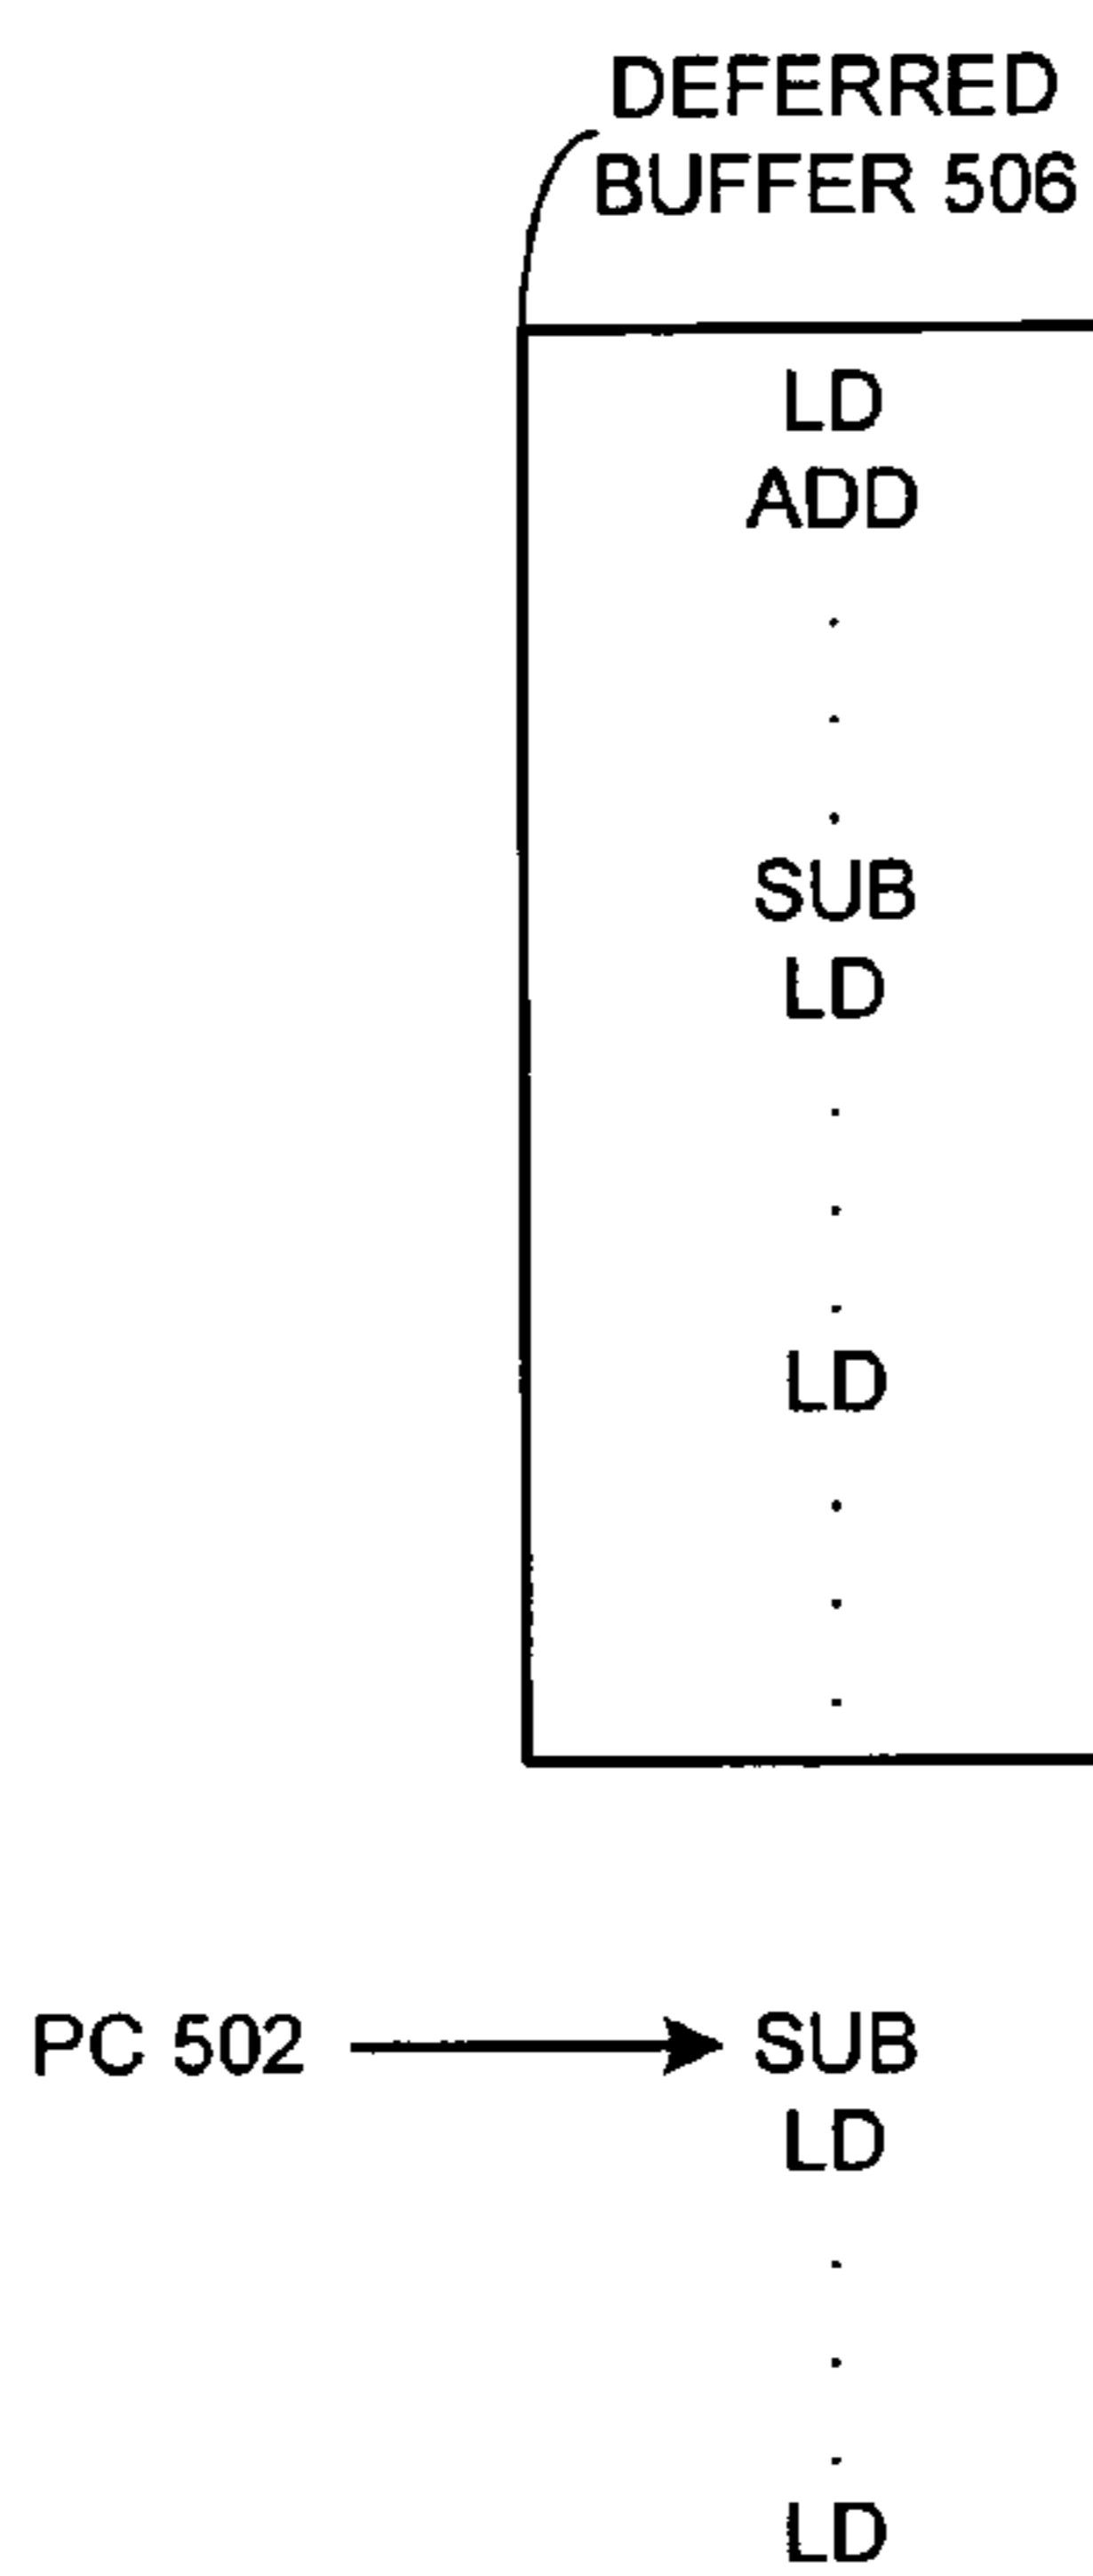 DEFERRED
BUFFER 506
LD
ADD
.
.
.
SUB
LD
.
.
.
LD
.
.
.
PC 502 SUB
LD
.
.
.
LD